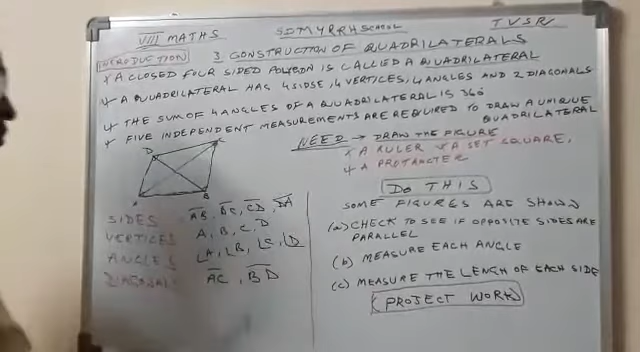 VIII MATHS SDMYRRH SCHOOL TVSR
INTRODUCTION 3 CONSTRUCTION OF QUADRILATERALS
* A CLOSED FOUR SIDED POLYGON IS CALLED A QUADRILATERAL
* A QUADRILATERAL HAS 4 SIDSE, 4 VERTICES, 4 ANGLES AND 2 DIAGONALS
* THE SUM OF 4 ANGLES OF A QUADRILATERAL IS 360°
* FIVE INDEPENDENT MEASUREMENTS ARE REQUIRED TO DRAW A UNIQUE
QUADRILATERAL
NEED → DRAW THE FIGURE
* A RULER * A SET SQUARE,
* A PROTRACTER
D C
A B
SIDES AB, BC, CD, DA
VERTICES A, B, C, D
ANGLES ∠A, ∠B, ∠C, ∠D
DIAGONAL AC, BD
DO THIS
SOME FIGURES ARE SHOWN
(a) CHECK TO SEE IF OPPOSITE SIDES ARE
PARALLEL
(b) MEASURE EACH ANGLE
(c) MEASURE THE LENGH OF EACH SIDE
(PROJECT WORK)